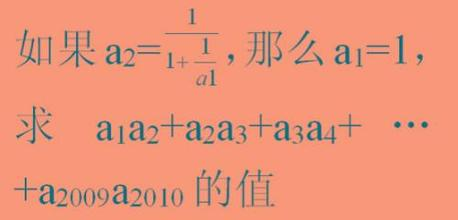 如果 a₂=1/(1+1/a1),那么 a₁=1,
求 a₁a₂+a₂a₃+a₃a₄+ …
+a₂₀₀₉a₂₀₁₀ 的值